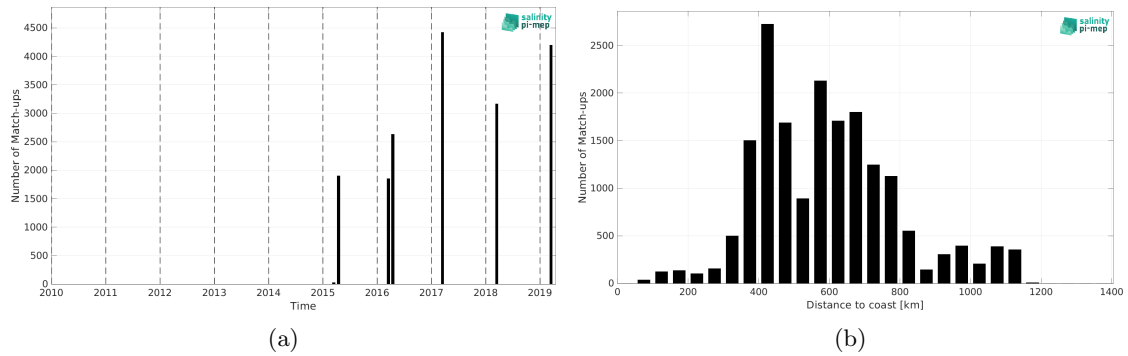 salinity
pi-mep
4500
4000
3500
3000
2500
2000
1500
1000
500
0
Number of Match-ups
2010 2011 2012 2013 2014 2015 2016 2017 2018 2019
Time
(a)
salinity
pi-mep
2500
2000
1500
1000
500
0
Number of Match-ups
0 200 400 600 800 1000 1200 1400
Distance to coast [km]
(b)